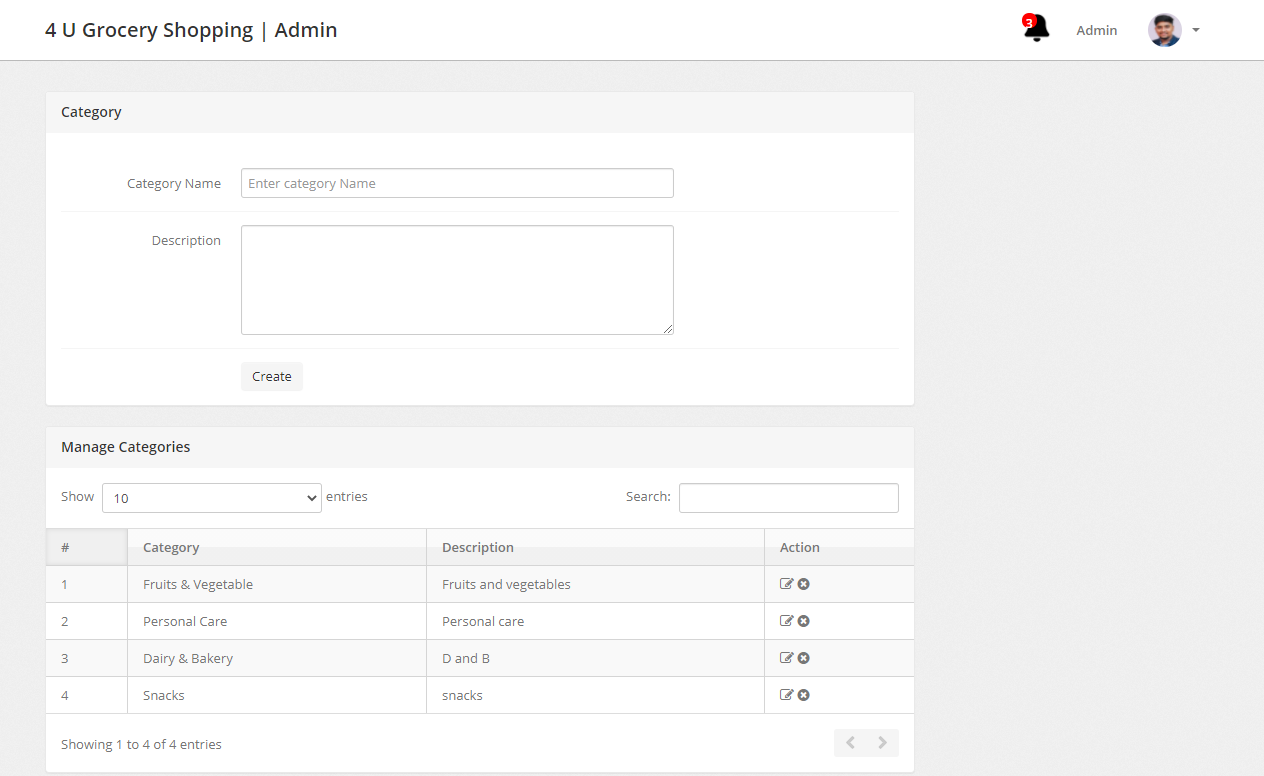 4 U Grocery Shopping | Admin
3
Admin
Category
Category Name
Enter category Name
Description
Create
Manage Categories
Show 10 entries
Search:
# Category Description Action
1 Fruits & Vegetable Fruits and vegetables
2 Personal Care Personal care
3 Dairy & Bakery D and B
4 Snacks snacks
Showing 1 to 4 of 4 entries